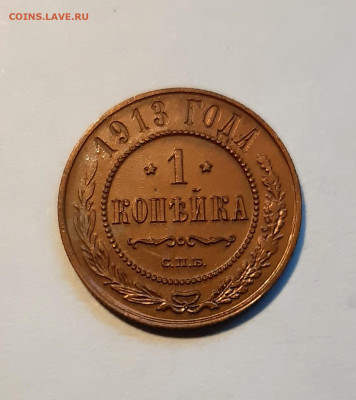 COINS.LAVE.RU
1913 ГОДА
1
КОПѢЙКА
С.П.Б.